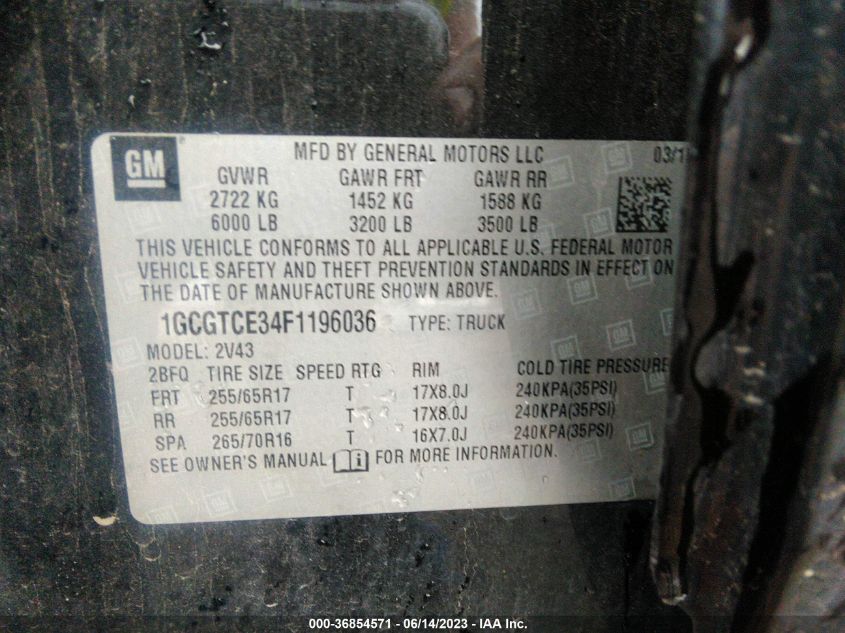 GM
MFD BY GENERAL MOTORS LLC 03/1
GVWR GAWR FRT GAWR RR
2722 KG 1452 KG 1588 KG
6000 LB 3200 LB 3500 LB
THIS VEHICLE CONFORMS TO ALL APPLICABLE U.S. FEDERAL MOTOR
VEHICLE SAFETY AND THEFT PREVENTION STANDARDS IN EFFECT ON
THE DATE OF MANUFACTURE SHOWN ABOVE.
1GCGTCE34F1196036 TYPE: TRUCK
MODEL: 2V43
2BFQ TIRE SIZE SPEED RTG RIM COLD TIRE PRESSURE
FRT 255/65R17 T 17X8.0J 240KPA(35PSI)
RR 255/65R17 T 17X8.0J 240KPA(35PSI)
SPA 265/70R16 T 16X7.0J 240KPA(35PSI)
SEE OWNER'S MANUAL FOR MORE INFORMATION.
000-36854571 - 06/14/2023 - IAA Inc.